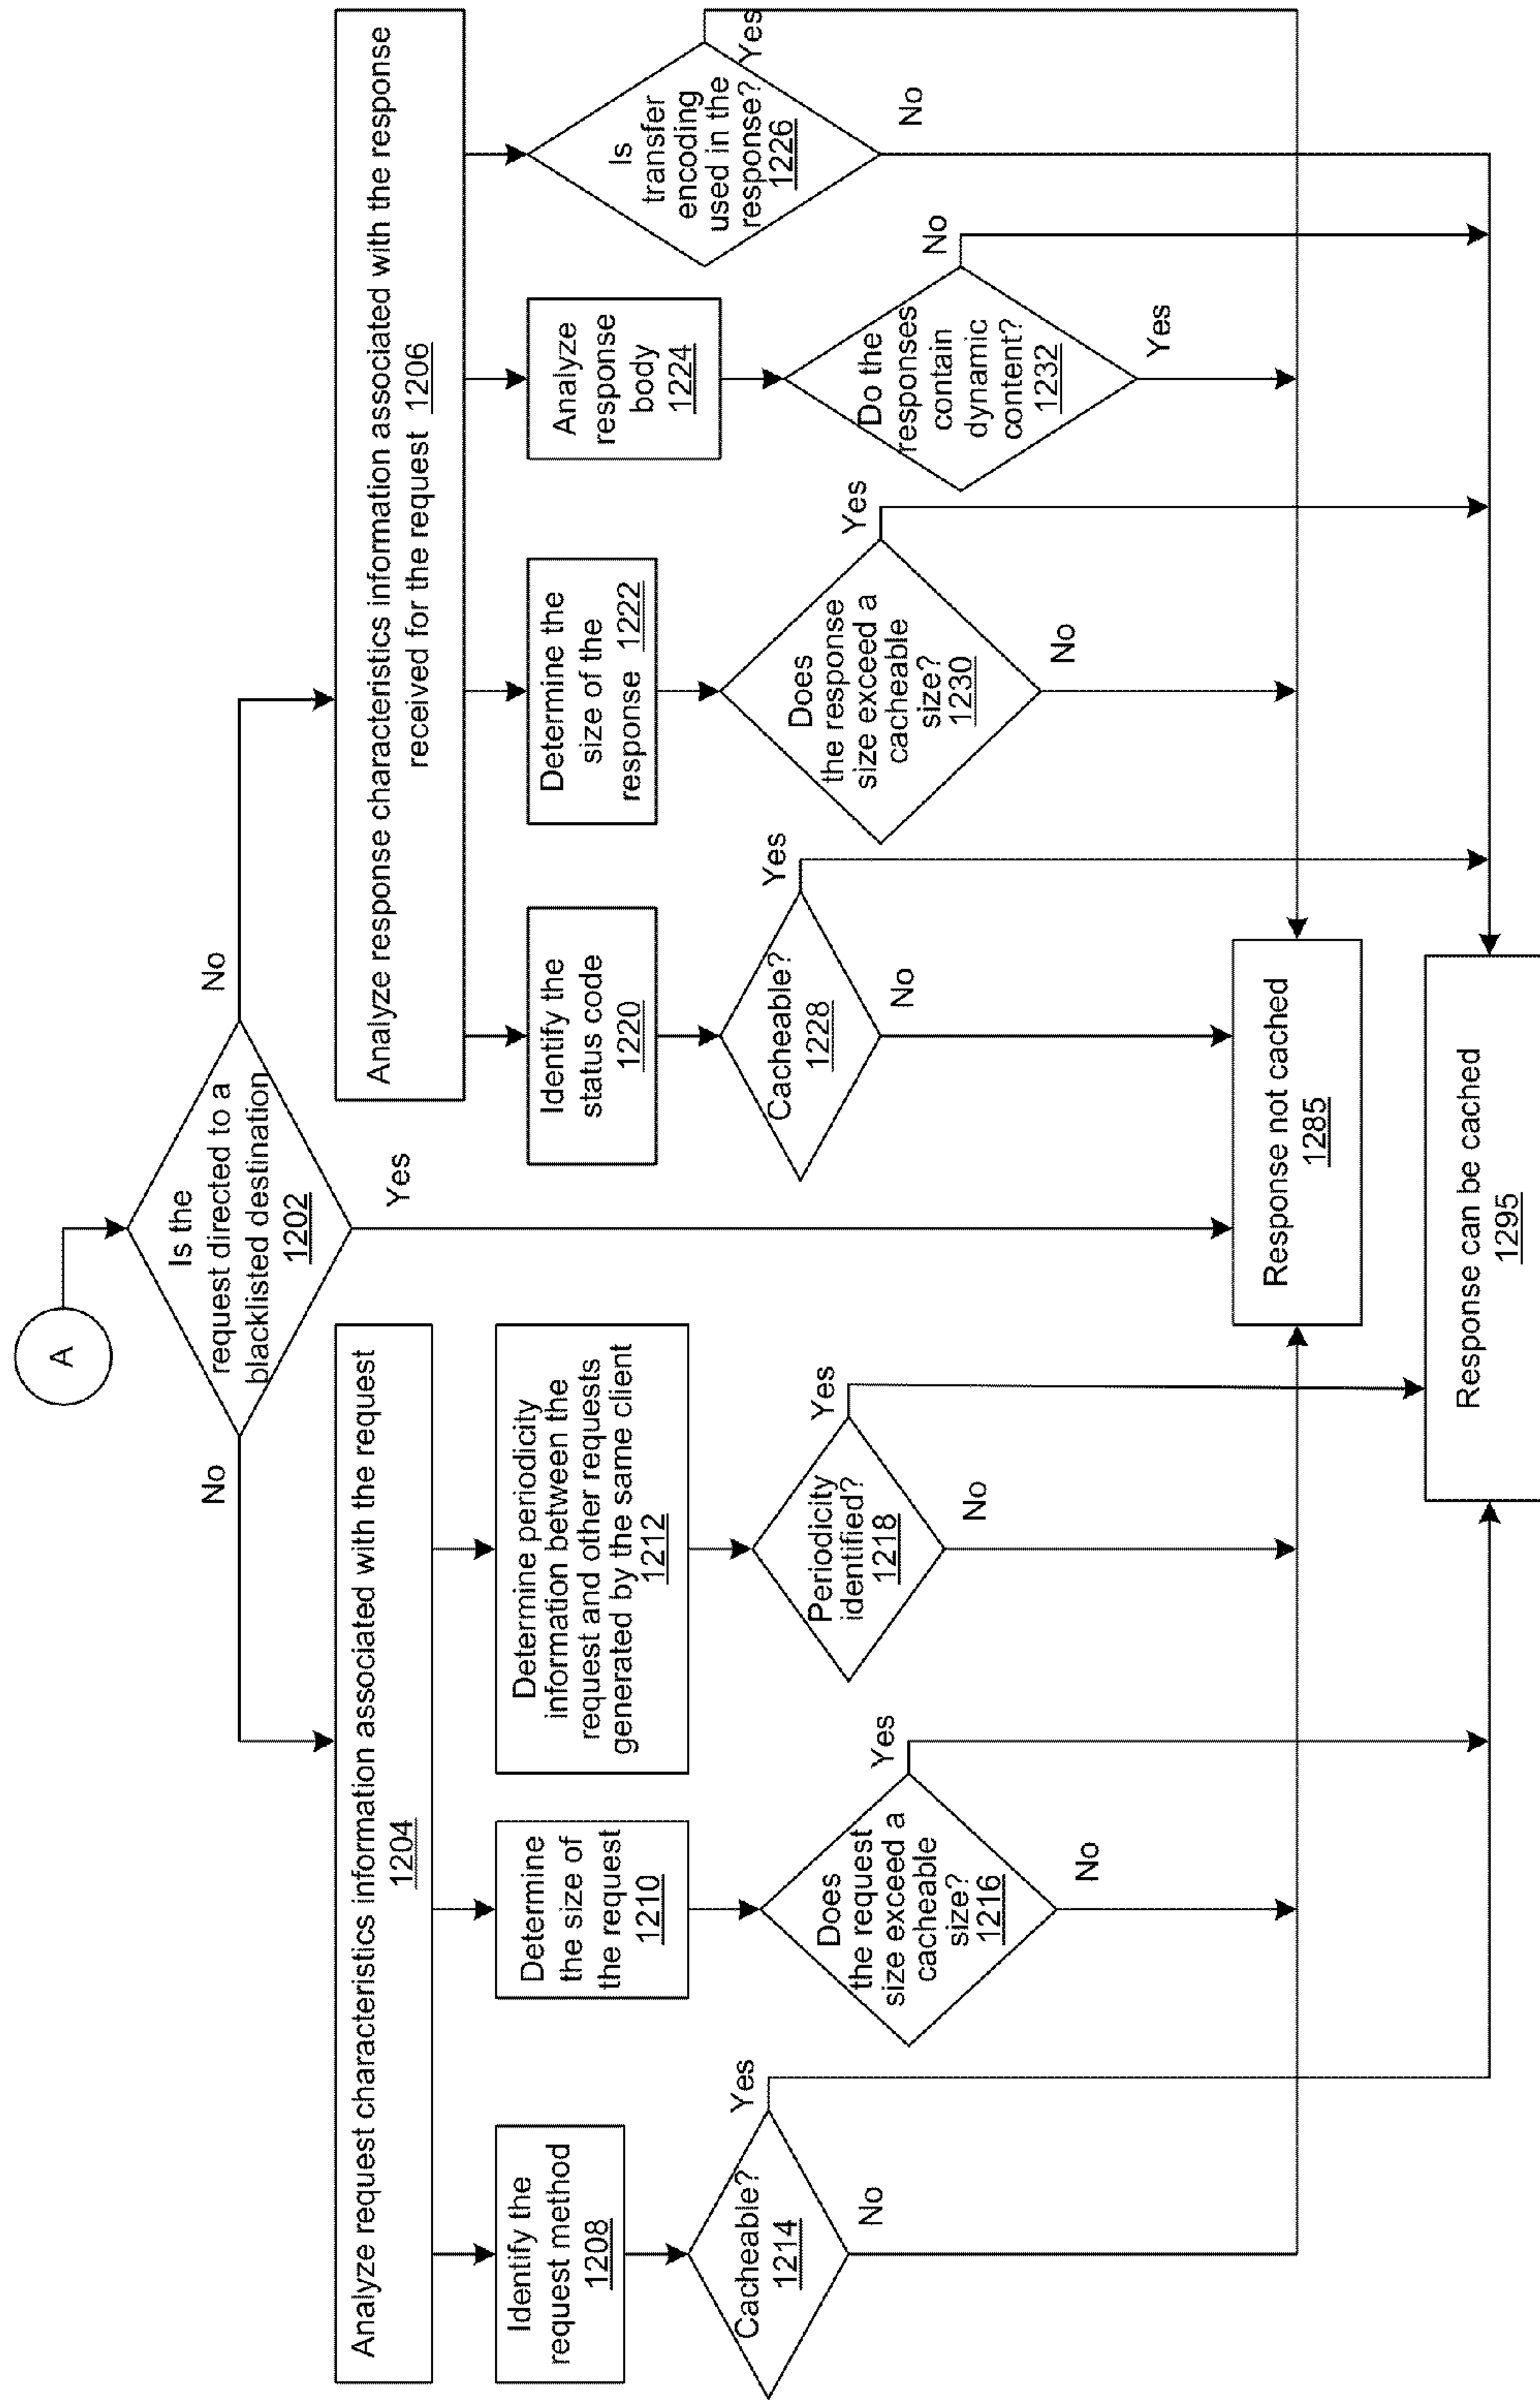 A
Is the
request directed to a
blacklisted destination
1202
No
Yes
No
Analyze request characteristics information associated with the request
1204
Identify the
request method
1208
Determine
the size of
the request
1210
Determine periodicity
information between the
request and other requests
generated by the same client
1212
Cacheable?
1214
Yes
No
Does
the request
size exceed a
cacheable
size?
1216
Yes
No
Periodicity
identified?
1218
Yes
No
Analyze response characteristics information associated with the response
received for the request 1206
Identify the
status code
1220
Determine the
size of the
response 1222
Analyze
response
body
1224
Is
transfer
encoding
used in the
response?
1226
Yes
No
Cacheable?
1228
Yes
No
Does
the response
size exceed a
cacheable
size?
1230
Yes
No
Do the
responses
contain
dynamic
content?
1232
No
Yes
Response not cached
1285
Response can be cached
1295